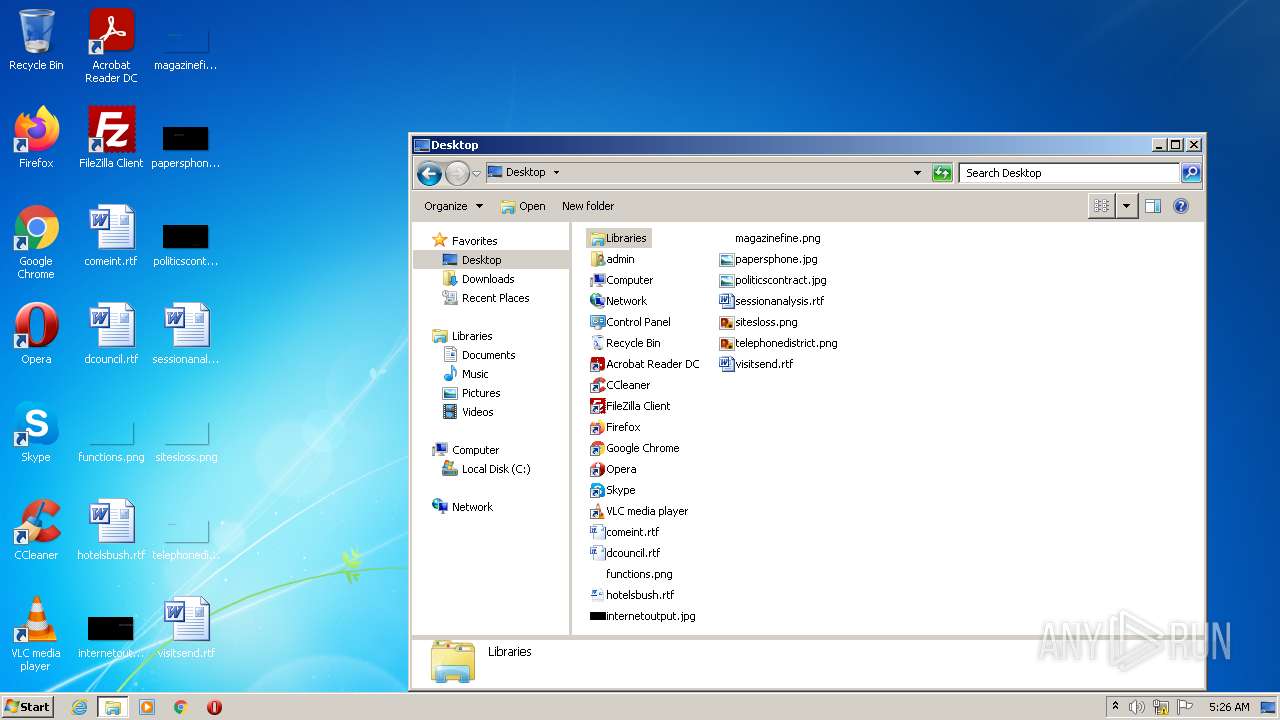 Recycle Bin
Acrobat
Reader DC
magazinefi...
Firefox
FileZilla Client
papersphon...
Google
Chrome
comeint.rtf
politicscont...
Opera
dcouncil.rtf
sessionanal...
Skype
functions.png
sitesloss.png
CCleaner
hotelsbush.rtf
telephonedi...
VLC media
player
internetout...
visitsend.rtf
Desktop
Desktop
Search Desktop
Organize
Open
New folder
Favorites
Desktop
Downloads
Recent Places
Libraries
Documents
Music
Pictures
Videos
Computer
Local Disk (C:)
Network
Libraries
admin
Computer
Network
Control Panel
Recycle Bin
Acrobat Reader DC
CCleaner
FileZilla Client
Firefox
Google Chrome
Opera
Skype
VLC media player
comeint.rtf
dcouncil.rtf
functions.png
hotelsbush.rtf
internetoutput.jpg
magazinefine.png
papersphone.jpg
politicscontract.jpg
sessionanalysis.rtf
sitesloss.png
telephonedistrict.png
visitsend.rtf
Libraries
ANY RUN
Start
5:26 AM